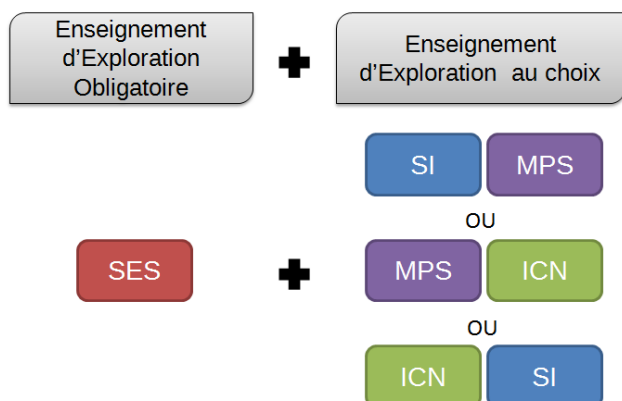 Enseignement
d'Exploration
Obligatoire
Enseignement
d'Exploration au choix
SI MPS
OU
SES MPS ICN
OU
ICN SI